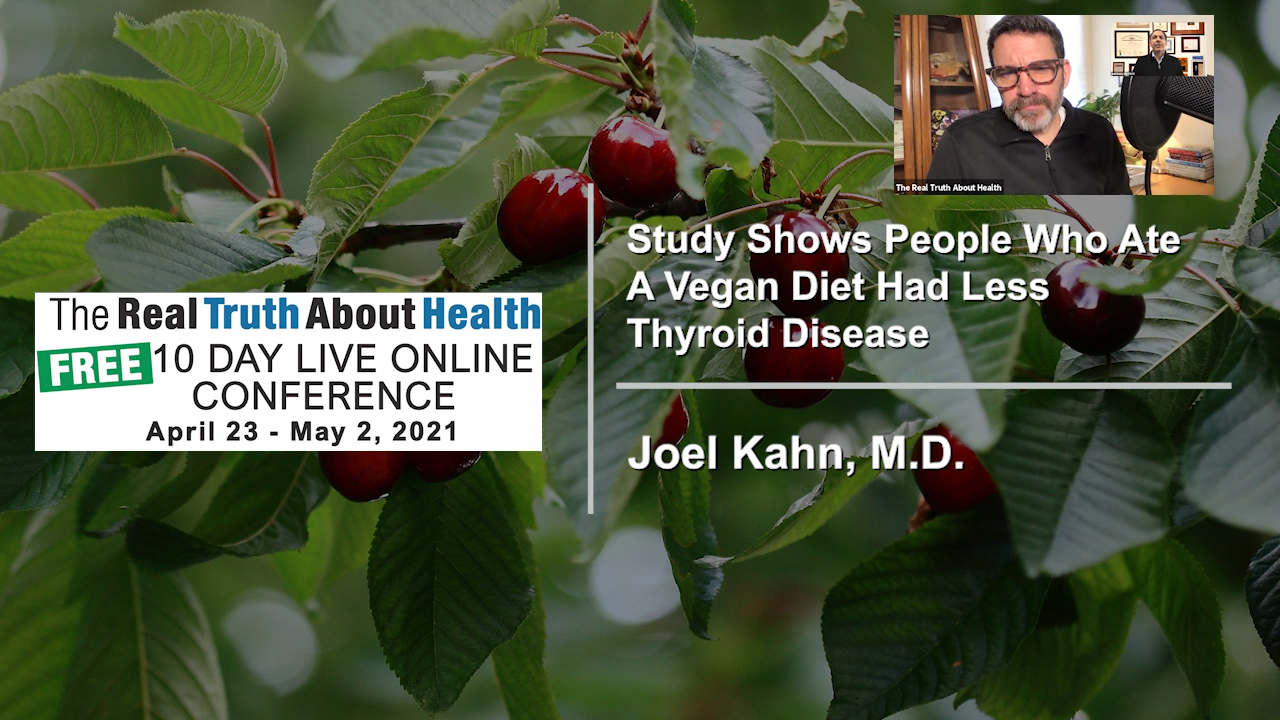 The Real Truth About Health
FREE 10 DAY LIVE ONLINE
CONFERENCE
April 23 - May 2, 2021
The Real Truth About Health
Study Shows People Who Ate
A Vegan Diet Had Less
Thyroid Disease
Joel Kahn, M.D.